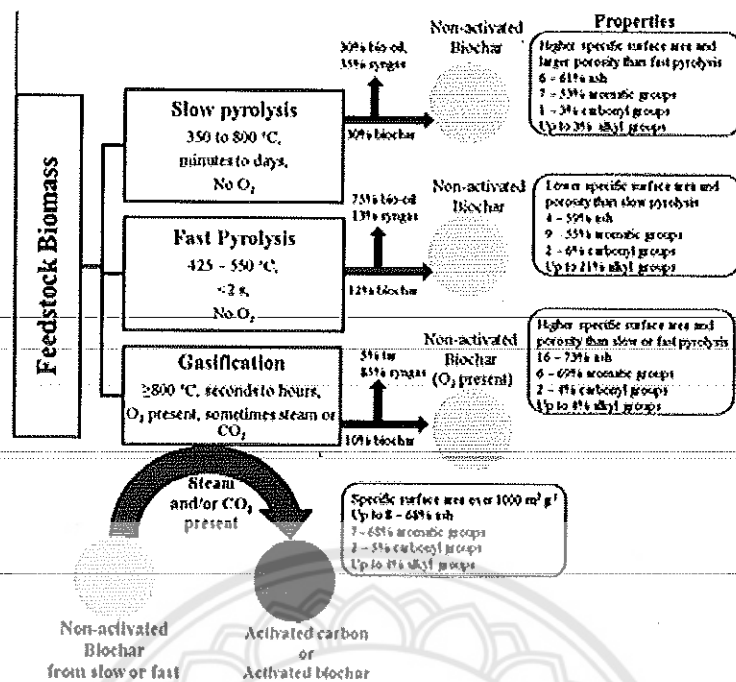 Feedstock Biomass
Slow pyrolysis
350 to 800 °C,
minutes to days,
No O₂
30% bio-oil,
35% syngas
30% biochar
Non-activated
Biochar
Properties
Higher specific surface area and
larger porosity than fast pyrolysis
6 – 61% ash
7 – 53% aromatic groups
1 – 3% carbonyl groups
Up to 3% alkyl groups
Fast Pyrolysis
425 – 550 °C,
<2 s,
No O₂
75% bio-oil
13% syngas
12% biochar
Non-activated
Biochar
Lower specific surface area and
porosity than slow pyrolysis
4 – 59% ash
9 – 55% aromatic groups
2 – 6% carbonyl groups
Up to 21% alkyl groups
Gasification
≥800 °C, seconds to hours,
O₂ present, sometimes steam or
CO₂
5% tar
85% syngas
10% biochar
Non-activated
Biochar
(O₂ present)
Higher specific surface area and
porosity than slow or fast pyrolysis
16 – 73% ash
6 – 69% aromatic groups
2 – 4% carbonyl groups
Up to alkyl groups
Steam
and/or CO₂
present
Specific surface area over 1000 m² g⁻¹
Up to 8 – 68% ash
7 – 68% aromatic groups
2 – 5% carbonyl groups
Up to alkyl groups
Non-activated
Biochar
from slow or fast
Activated carbon
or
Activated biochar